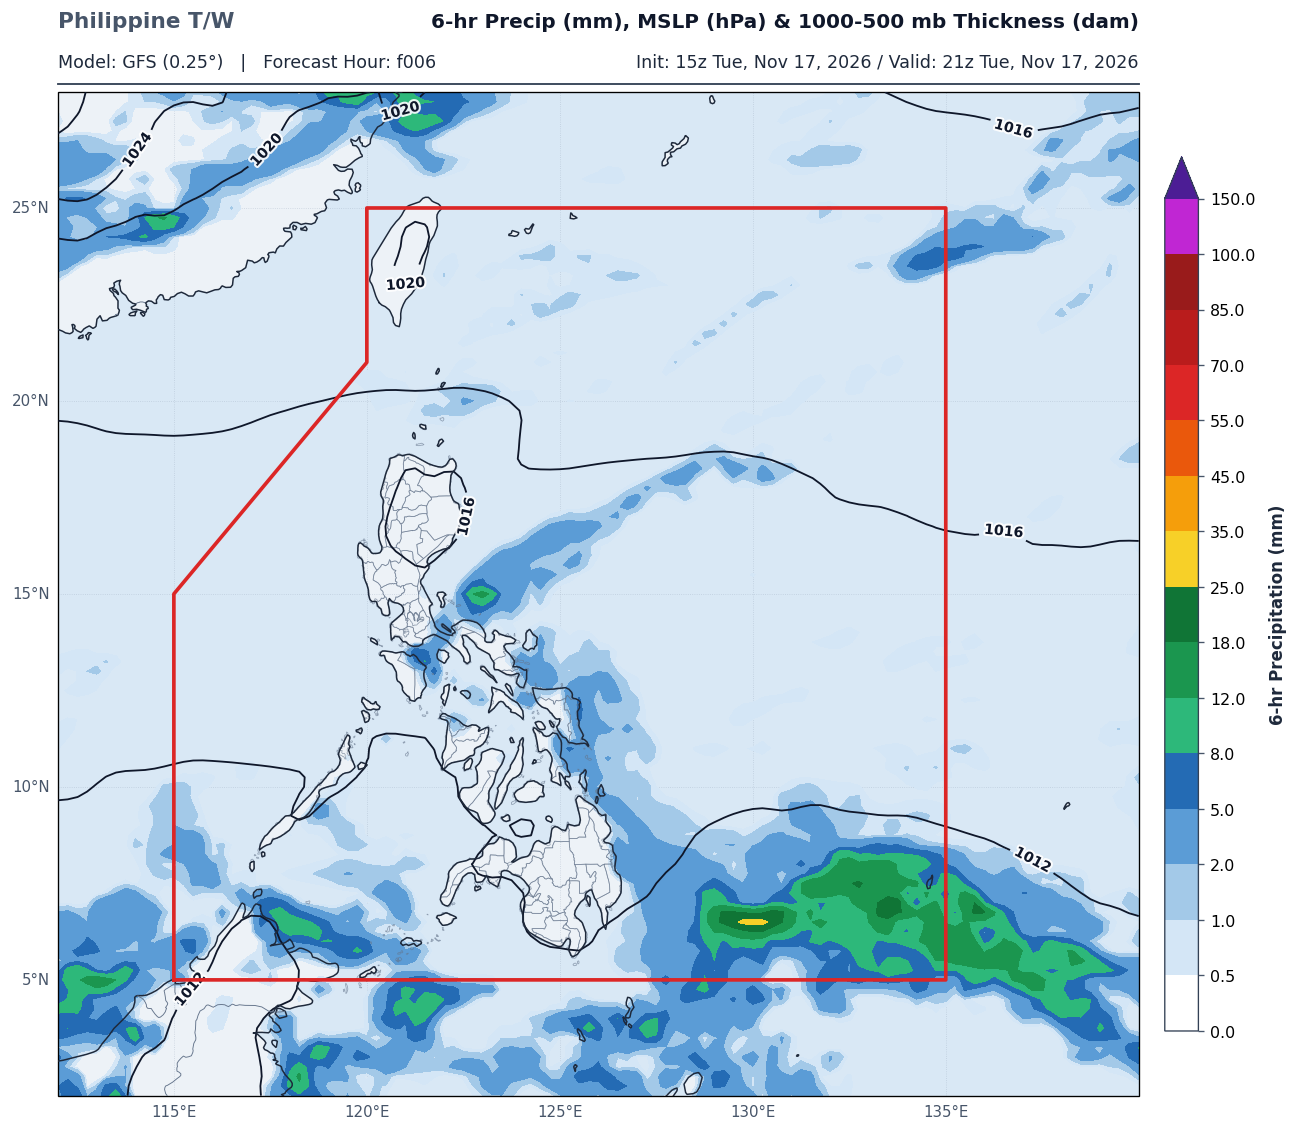 Philippine T/W
6-hr Precip (mm), MSLP (hPa) & 1000-500 mb Thickness (dam)
Model: GFS (0.25°) | Forecast Hour: f006
Init: 15z Tue, Nov 17, 2026 / Valid: 21z Tue, Nov 17, 2026
1020
1016
1024
1020
1020
1016
1016
1012
1012
25°N
20°N
15°N
10°N
5°N
115°E
120°E
125°E
130°E
135°E
150.0
100.0
85.0
70.0
55.0
45.0
35.0
25.0
18.0
12.0
8.0
5.0
2.0
1.0
0.5
0.0
6-hr Precipitation (mm)